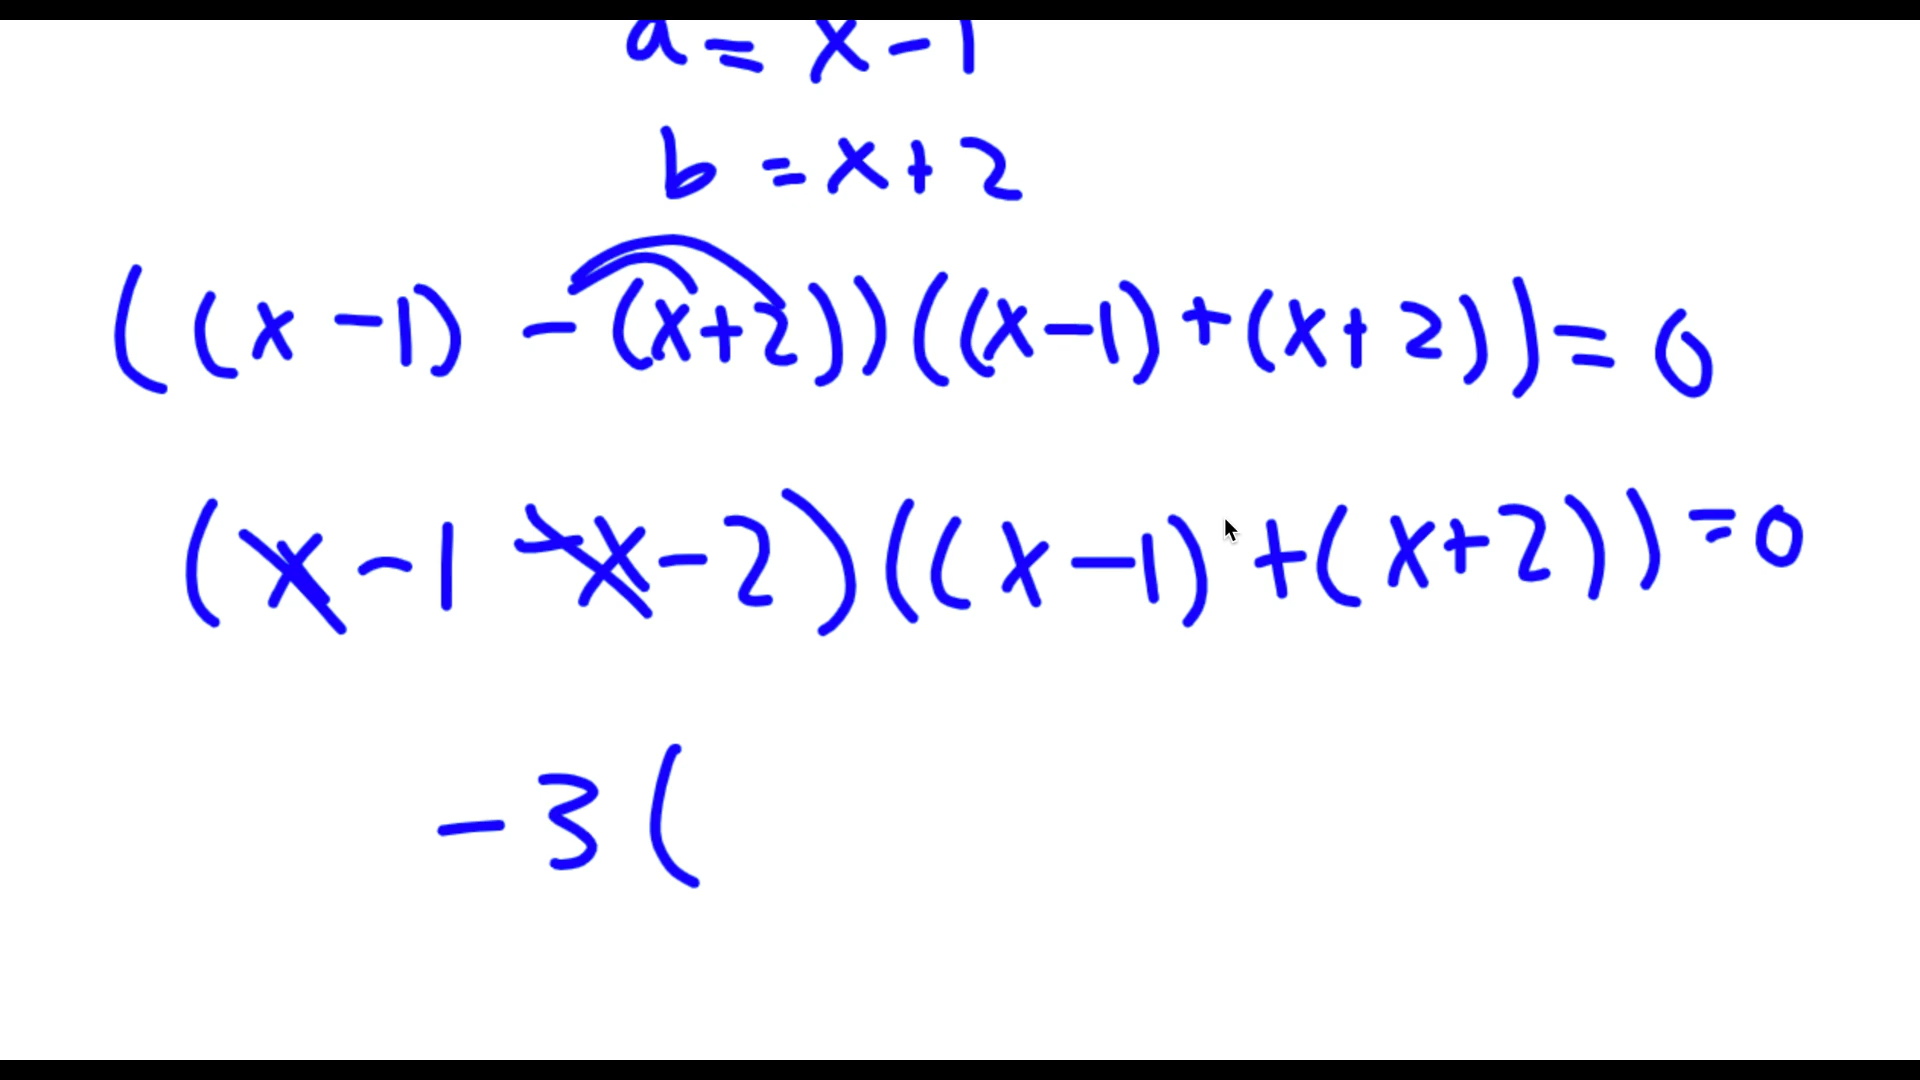 a = x - 1
b = x + 2
((x - 1) - (x + 2))((x - 1) + (x + 2)) = 0
(x - 1 - x - 2)((x - 1) + (x + 2)) = 0
- 3 (